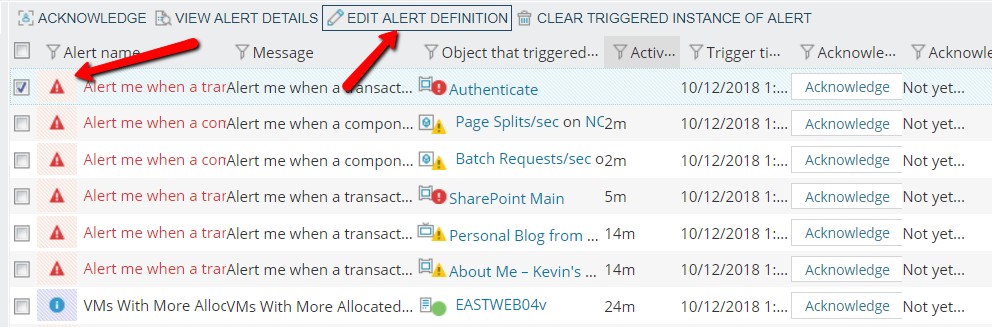 ACKNOWLEDGE VIEW ALERT DETAILS EDIT ALERT DEFINITION CLEAR TRIGGERED INSTANCE OF ALERT
Alert name Message Object that triggered... Activ... Trigger ti... Acknowle... Acknowle
Alert me when a tran Alert me when a transact... Authenticate 10/12/2018 1:... Acknowledge Not yet...
Alert me when a com Alert me when a compon... Page Splits/sec on NC 2m 10/12/2018 1:... Acknowledge Not yet...
Alert me when a com Alert me when a compon... Batch Requests/sec o 2m 10/12/2018 1:... Acknowledge Not yet...
Alert me when a tran Alert me when a transact... SharePoint Main 5m 10/12/2018 1:... Acknowledge Not yet...
Alert me when a tran Alert me when a transact... Personal Blog from ... 14m 10/12/2018 1:... Acknowledge Not yet...
Alert me when a tran Alert me when a transact... About Me – Kevin's ... 14m 10/12/2018 1:... Acknowledge Not yet...
VMs With More Alloc VMs With More Allocated... EASTWEB04v 24m 10/12/2018 1:... Acknowledge Not yet...